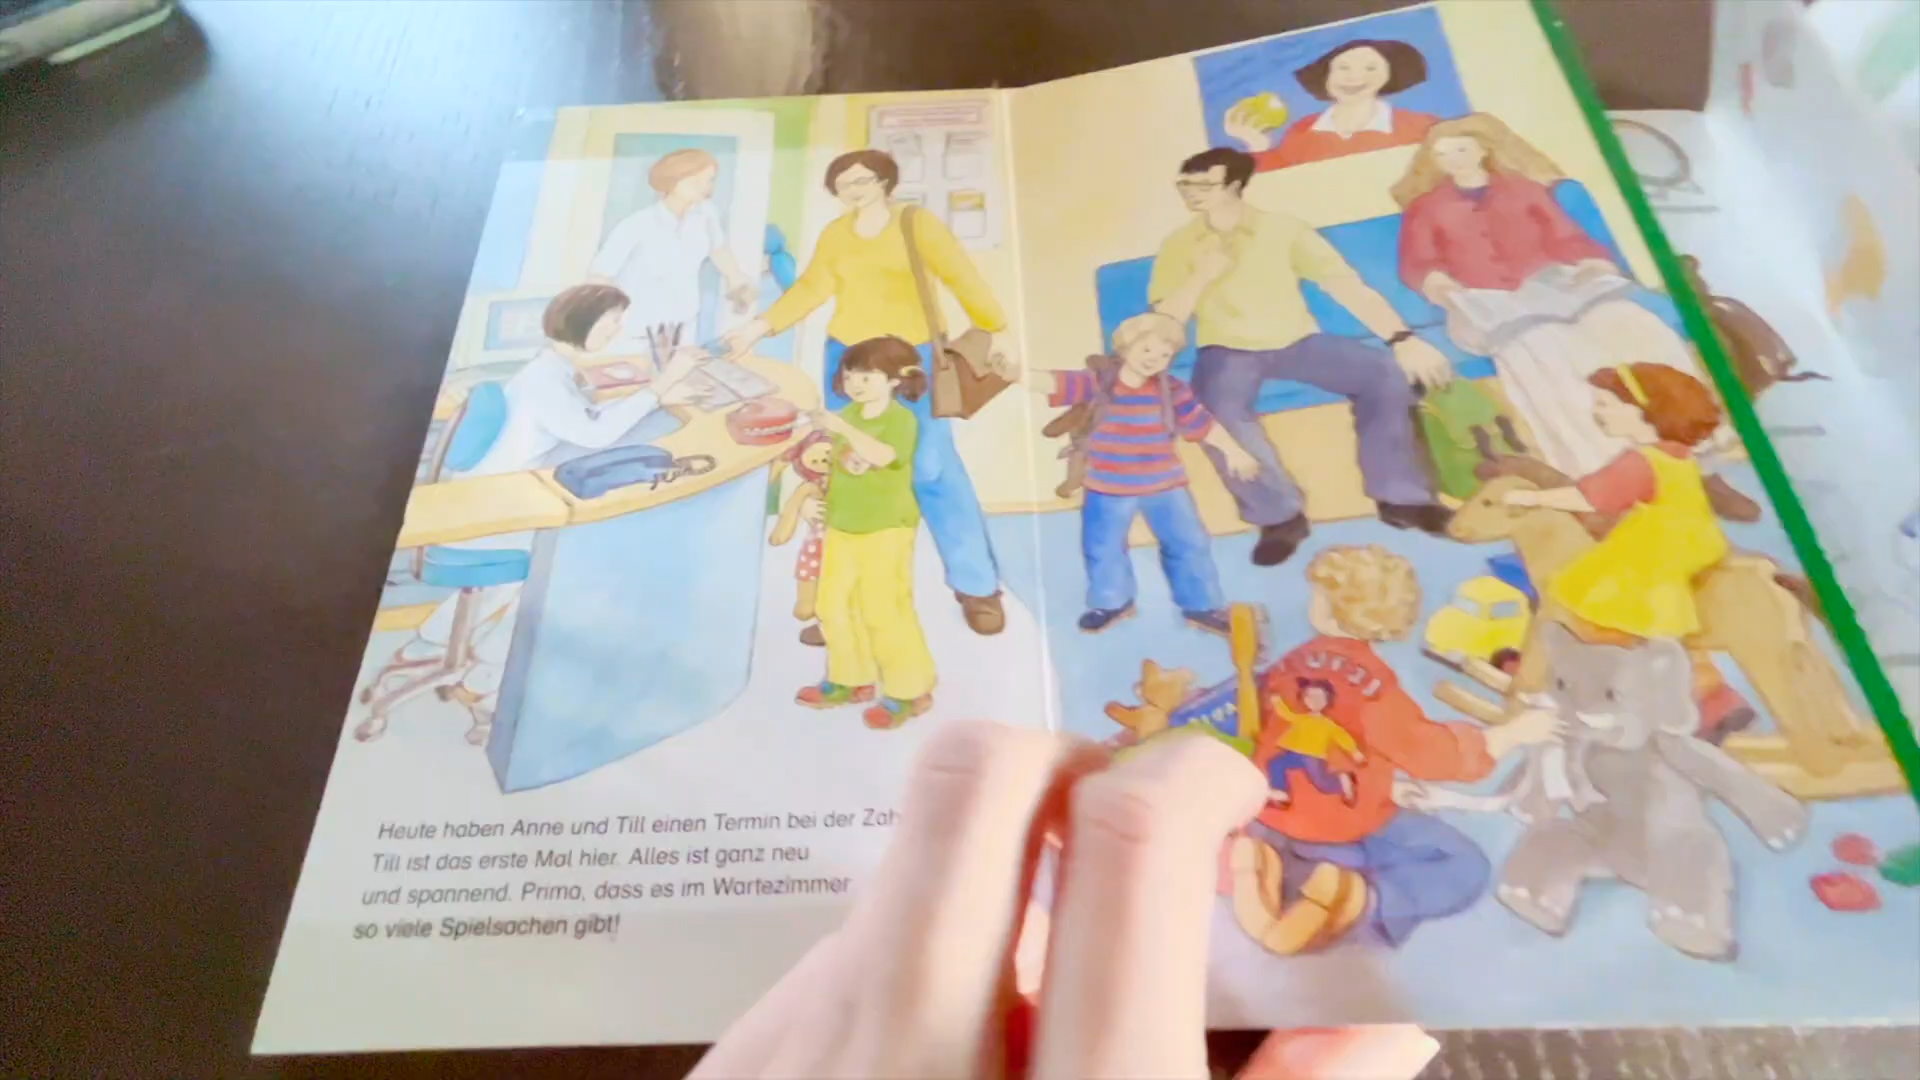 Heute haben Anne und Till einen Termin bei der Zah
Till ist das erste Mal hier. Alles ist ganz neu
und spannend. Prima, dass es im Wartezimmer
so viele Spielsachen gibt!